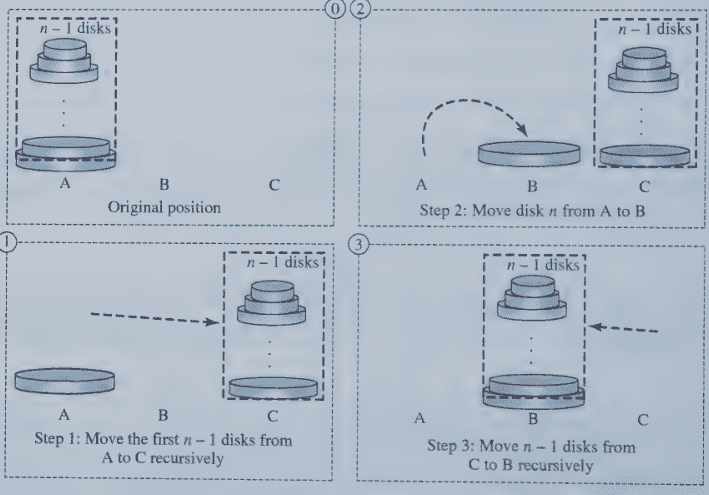 0
n – 1 disks
A B C
Original position
1
n – 1 disks
A B C
Step 1: Move the first n – 1 disks from
A to C recursively
2
n – 1 disks
A B C
Step 2: Move disk n from A to B
3
n – 1 disks
A B C
Step 3: Move n – 1 disks from
C to B recursively